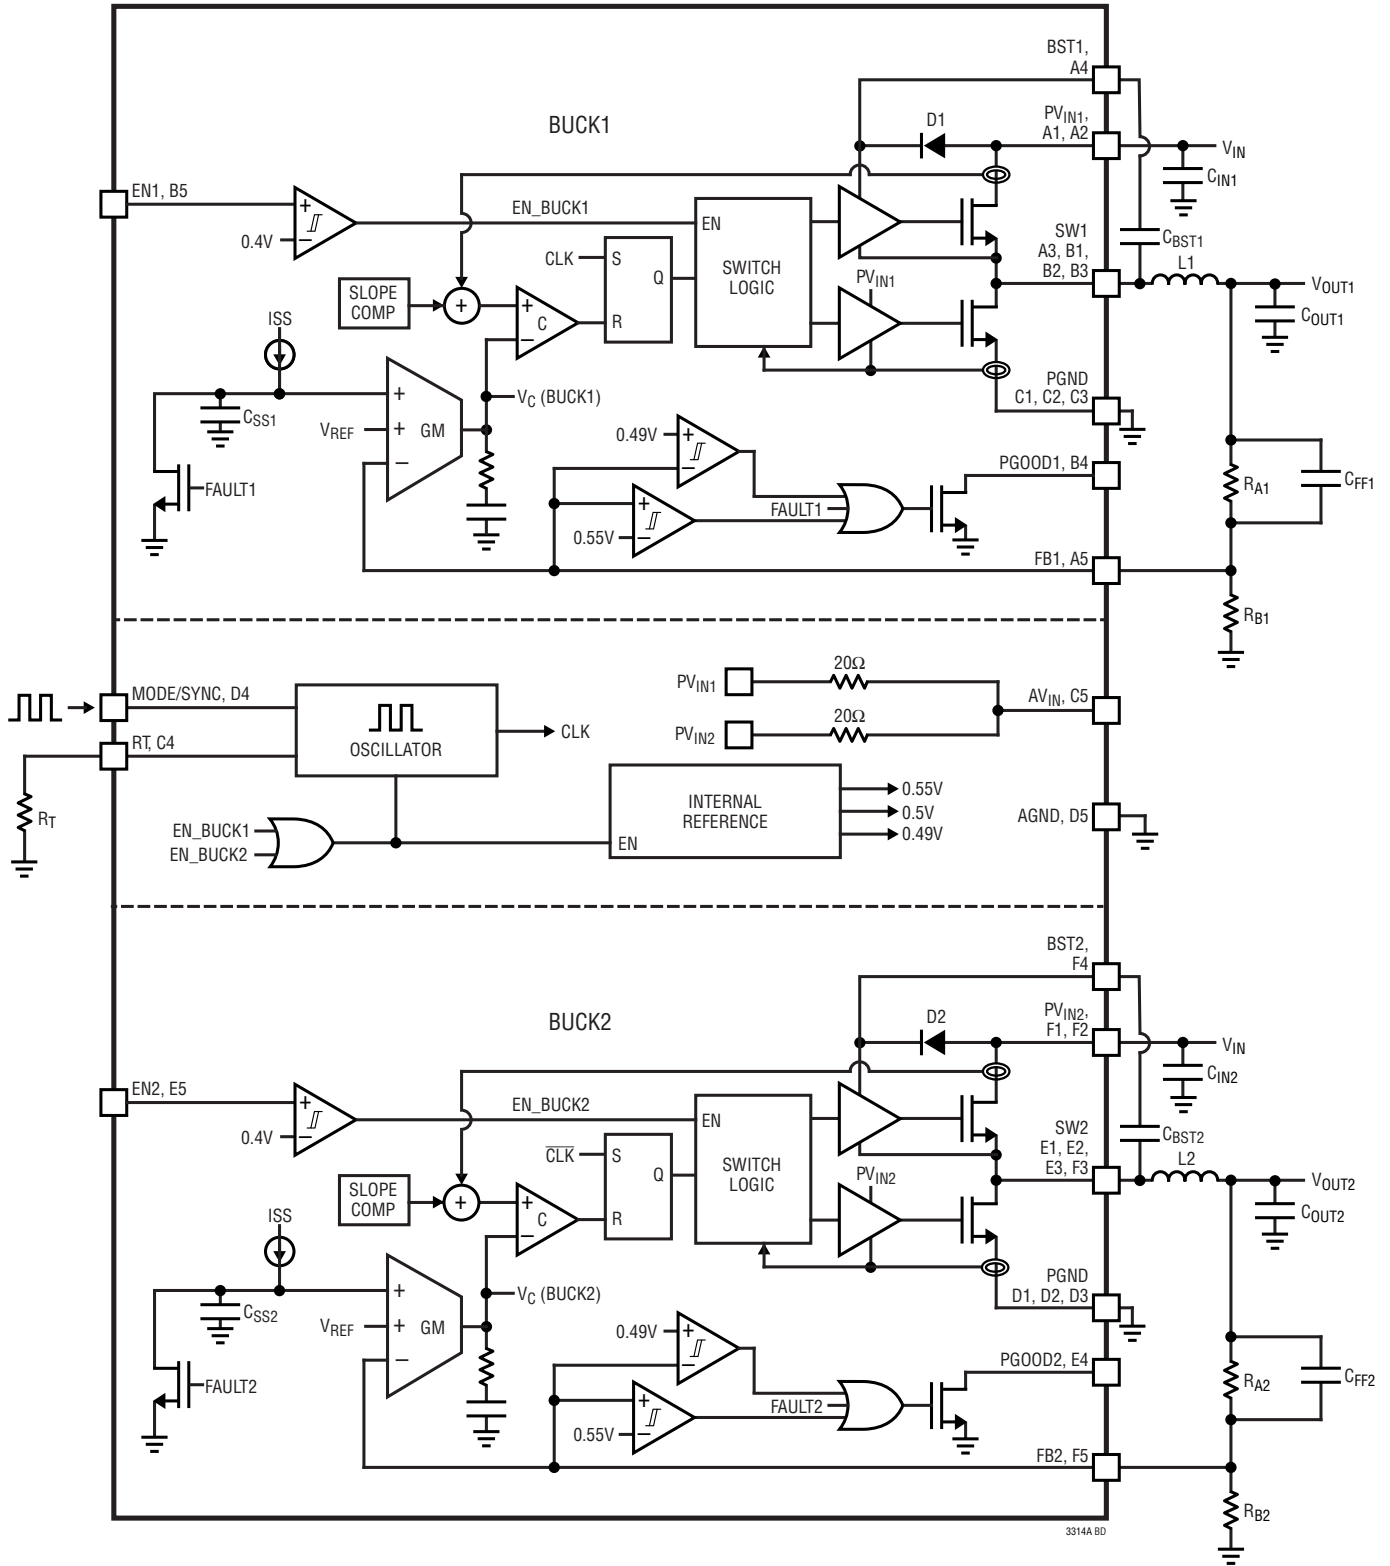 BST1,
A4
BUCK1
D1
PVIN1,
A1, A2
VIN
CIN1
EN1, B5
+
−
0.4V
EN_BUCK1
EN
SWITCH
LOGIC
SW1
A3, B1,
B2, B3
CBST1
L1
VOUT1
COUT1
CLK
S
Q
R
PVIN1
SLOPE
COMP
+
+
C
−
ISS
PGND
C1, C2, C3
CSS1
VREF
+
+
−
GM
VC (BUCK1)
0.49V
+
−
PGOOD1, B4
RA1
CFF1
FAULT1
FAULT1
+
−
0.55V
FB1, A5
RB1
MODE/SYNC, D4
OSCILLATOR
CLK
RT, C4
RT
PVIN1
20Ω
PVIN2
20Ω
AVIN, C5
INTERNAL
REFERENCE
EN
0.55V
0.5V
0.49V
AGND, D5
EN_BUCK1
EN_BUCK2
BST2,
F4
BUCK2
D2
PVIN2,
F1, F2
VIN
CIN2
EN2, E5
+
−
0.4V
EN_BUCK2
EN
SWITCH
LOGIC
SW2
E1, E2,
E3, F3
CBST2
L2
VOUT2
COUT2
C̅L̅K̅
S
Q
R
PVIN2
SLOPE
COMP
+
+
C
−
ISS
PGND
D1, D2, D3
CSS2
VREF
+
+
−
GM
VC (BUCK2)
0.49V
+
−
PGOOD2, E4
RA2
CFF2
FAULT2
FAULT2
+
−
0.55V
FB2, F5
RB2
3314A BD